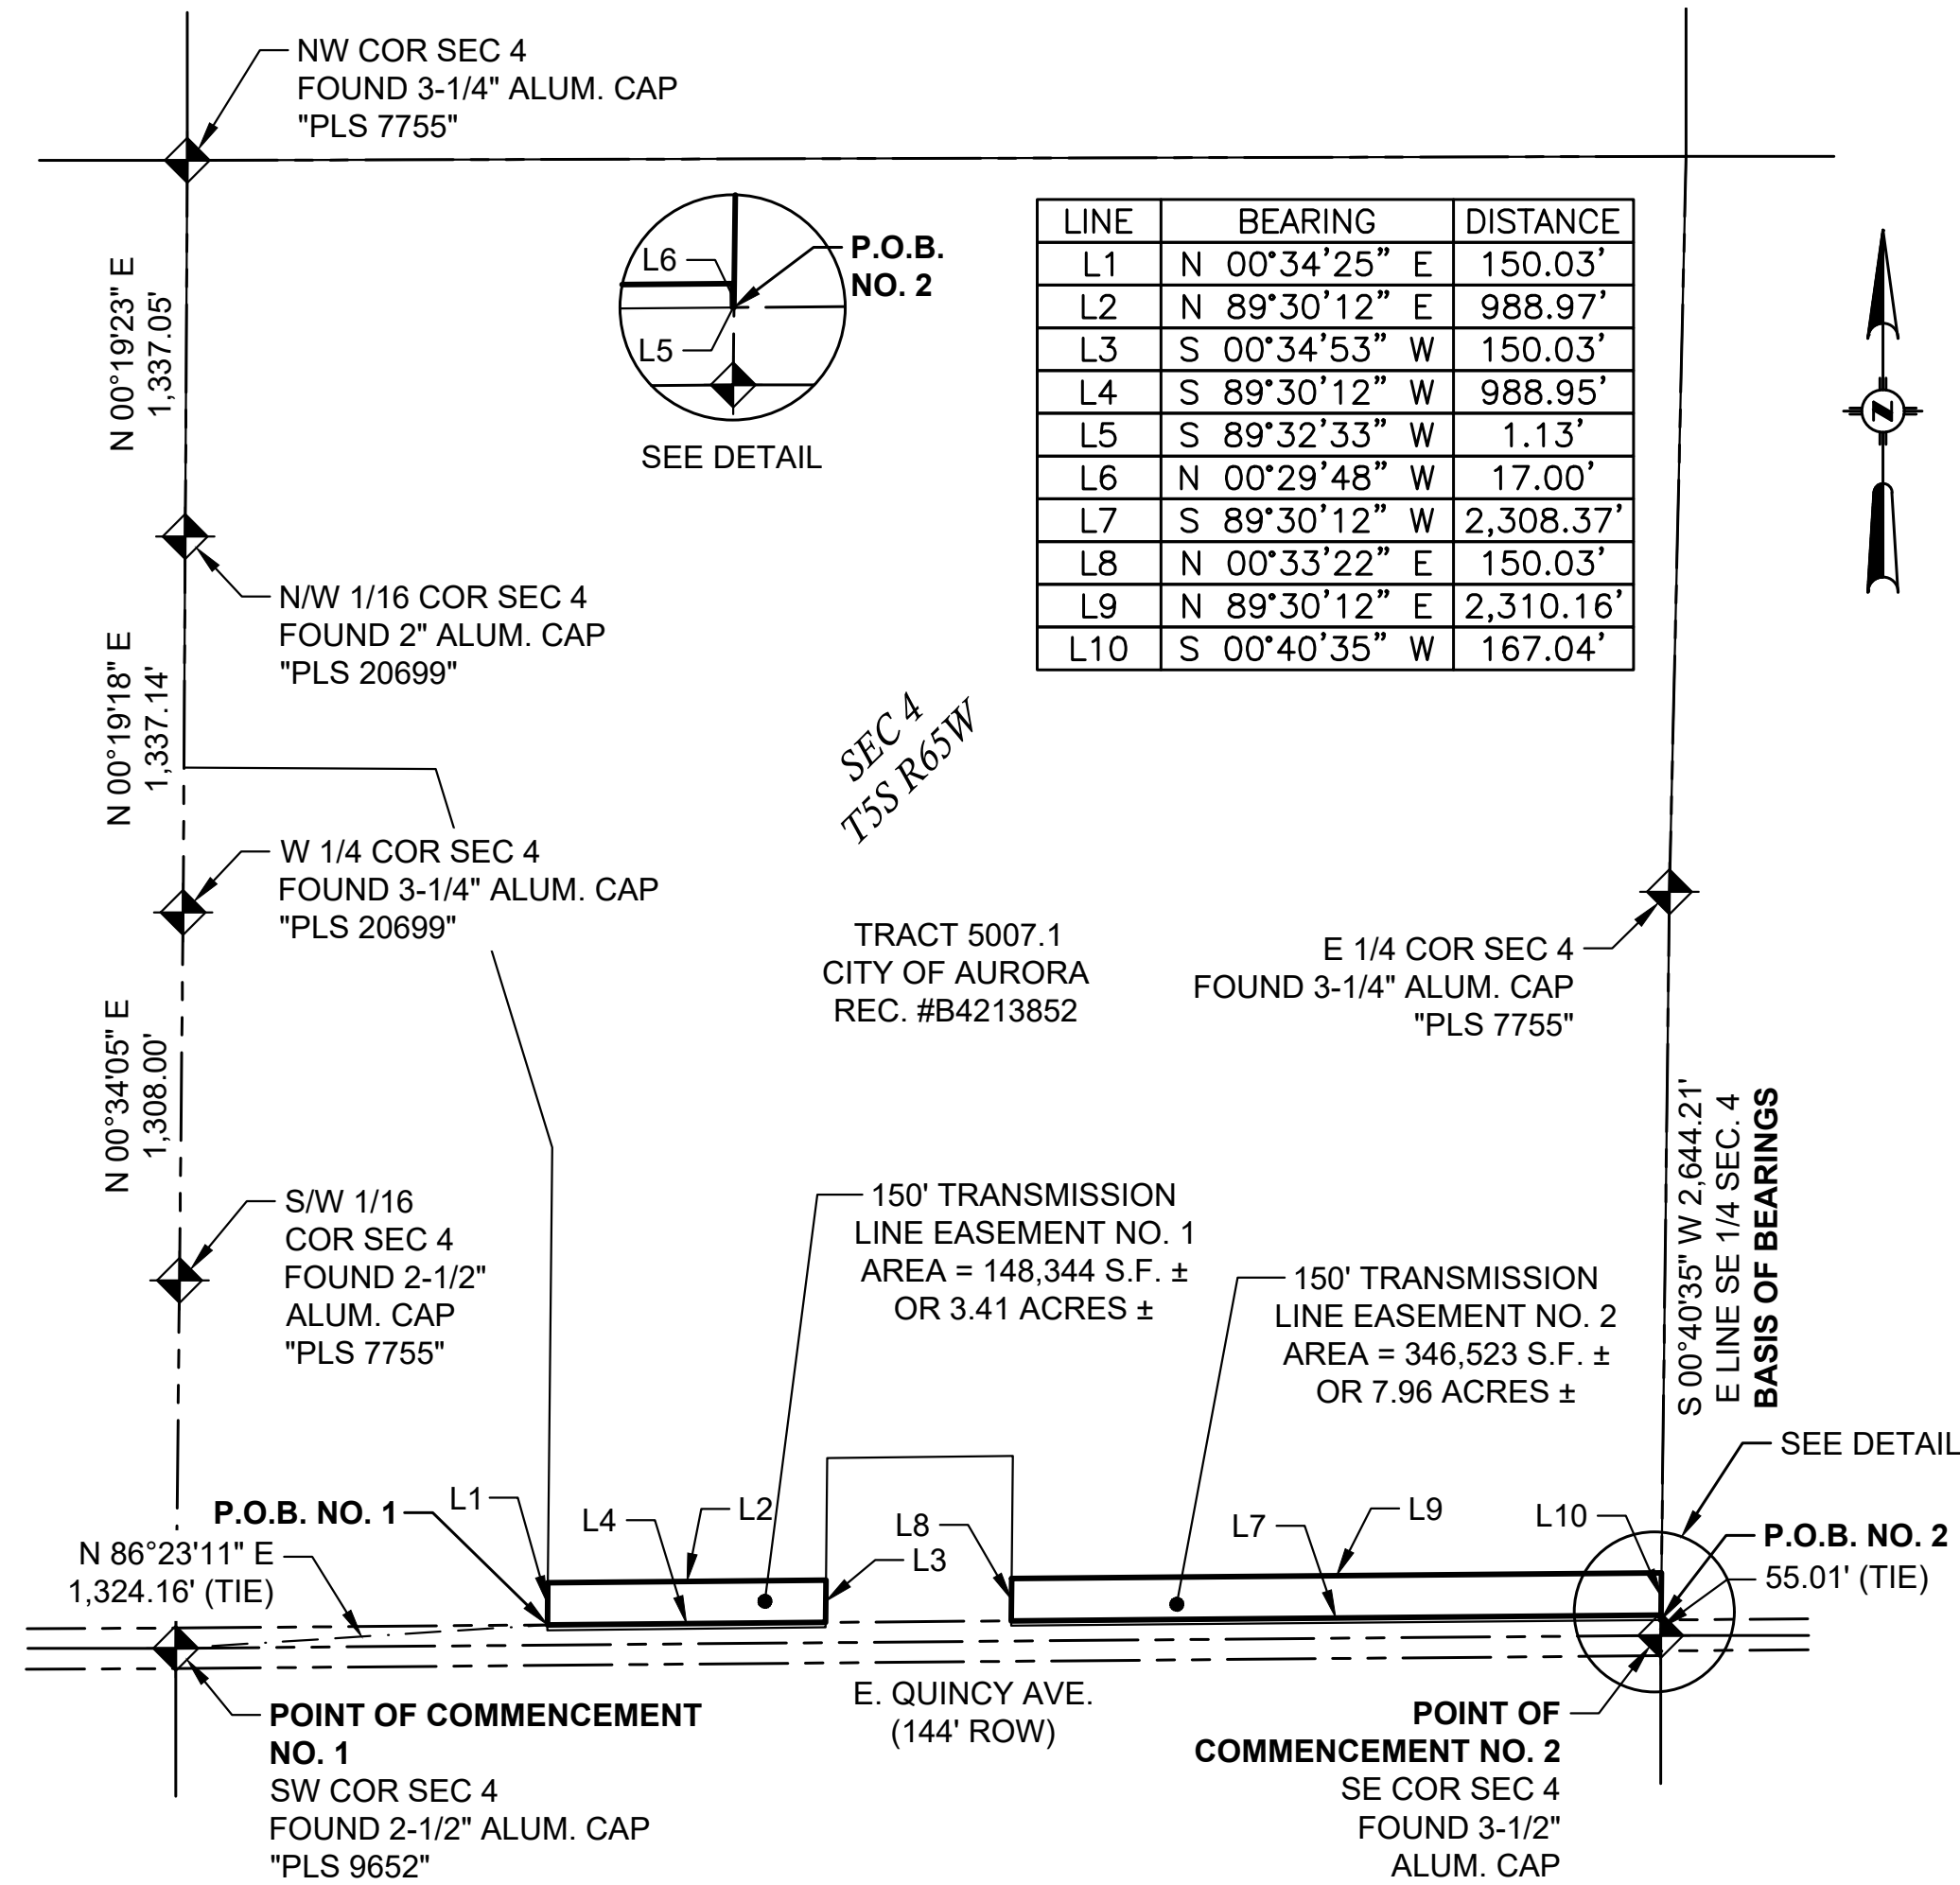 NW COR SEC 4
FOUND 3-1/4" ALUM. CAP
"PLS 7755"
N 00°19'23" E
1,337.05'
L6
L5
P.O.B.
NO. 2
SEE DETAIL
LINE BEARING DISTANCE
L1 N 00°34'25" E 150.03'
L2 N 89°30'12" E 988.97'
L3 S 00°34'53" W 150.03'
L4 S 89°30'12" W 988.95'
L5 S 89°32'33" W 1.13'
L6 N 00°29'48" W 17.00'
L7 S 89°30'12" W 2,308.37'
L8 N 00°33'22" E 150.03'
L9 N 89°30'12" E 2,310.16'
L10 S 00°40'35" W 167.04'
Z
N/W 1/16 COR SEC 4
FOUND 2" ALUM. CAP
"PLS 20699"
N 00°19'18" E
1,337.14'
SEC 4
T5S R65W
W 1/4 COR SEC 4
FOUND 3-1/4" ALUM. CAP
"PLS 20699"
TRACT 5007.1
CITY OF AURORA
REC. #B4213852
E 1/4 COR SEC 4
FOUND 3-1/4" ALUM. CAP
"PLS 7755"
N 00°34'05" E
1,308.00'
S 00°40'35" W 2,644.21'
E LINE SE 1/4 SEC. 4
BASIS OF BEARINGS
S/W 1/16
COR SEC 4
FOUND 2-1/2"
ALUM. CAP
"PLS 7755"
150' TRANSMISSION
LINE EASEMENT NO. 1
AREA = 148,344 S.F. ±
OR 3.41 ACRES ±
150' TRANSMISSION
LINE EASEMENT NO. 2
AREA = 346,523 S.F. ±
OR 7.96 ACRES ±
SEE DETAIL
P.O.B. NO. 1
L1
L4
L2
L8
L3
L7
L9
L10
P.O.B. NO. 2
55.01' (TIE)
N 86°23'11" E
1,324.16' (TIE)
E. QUINCY AVE.
(144' ROW)
POINT OF COMMENCEMENT
NO. 1
SW COR SEC 4
FOUND 2-1/2" ALUM. CAP
"PLS 9652"
POINT OF
COMMENCEMENT NO. 2
SE COR SEC 4
FOUND 3-1/2"
ALUM. CAP